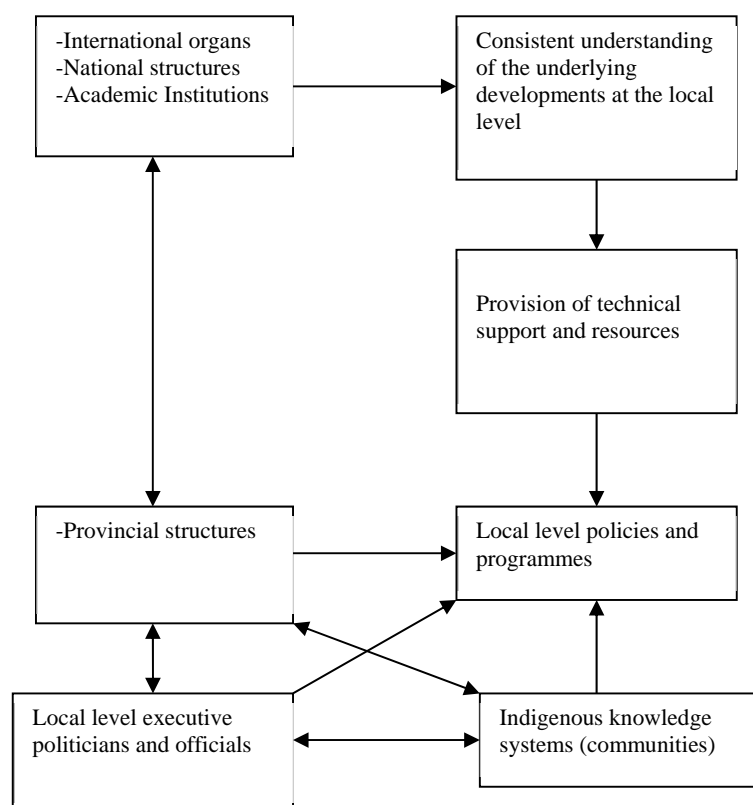 -International organs
-National structures
-Academic Institutions
Consistent understanding
of the underlying
developments at the local
level
Provision of technical
support and resources
-Provincial structures
Local level policies and
programmes
Local level executive
politicians and officials
Indigenous knowledge
systems (communities)